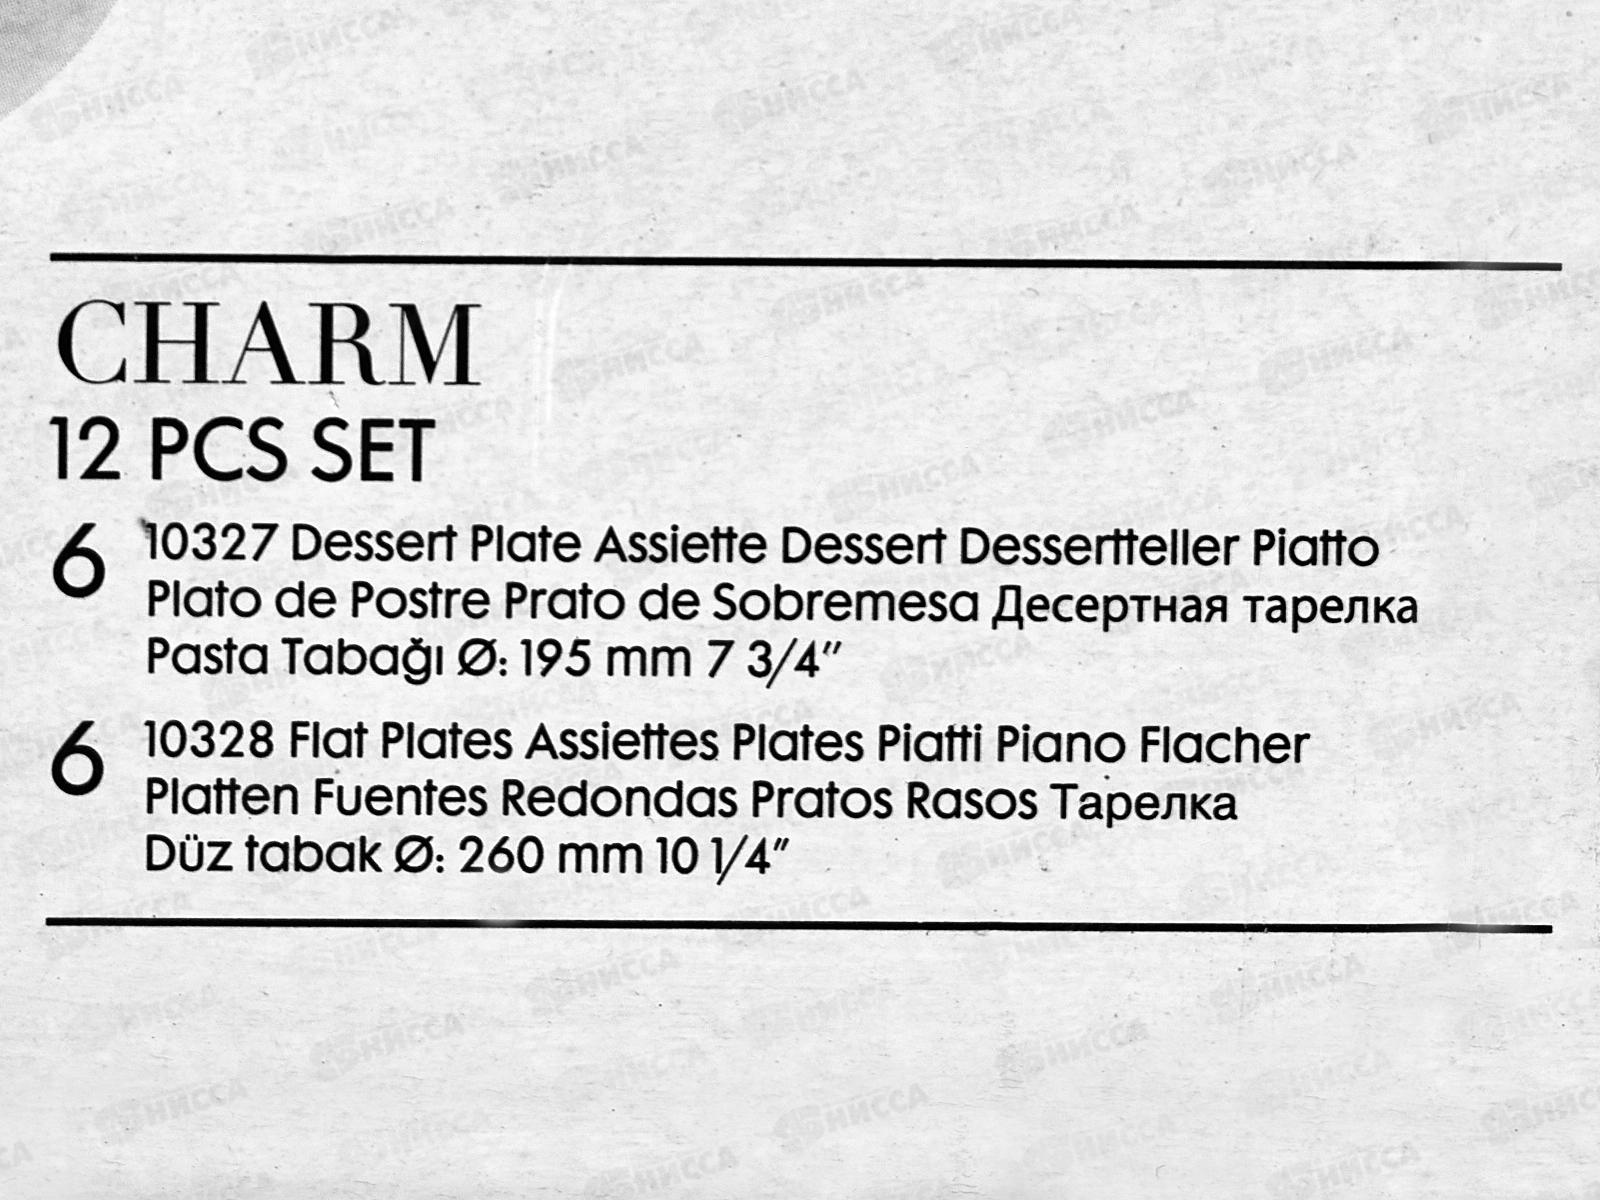 CHARM
12 PCS SET
6 10327 Dessert Plate Assiette Dessert Dessertteller Piatto
Plato de Postre Prato de Sobremesa Десертная тарелка
Pasta Tabağı Ø: 195 mm 7 3/4"
6 10328 Flat Plates Assiettes Plates Piatti Piano Flacher
Platten Fuentes Redondas Pratos Rasos Тарелка
Düz tabak Ø: 260 mm 10 1/4"